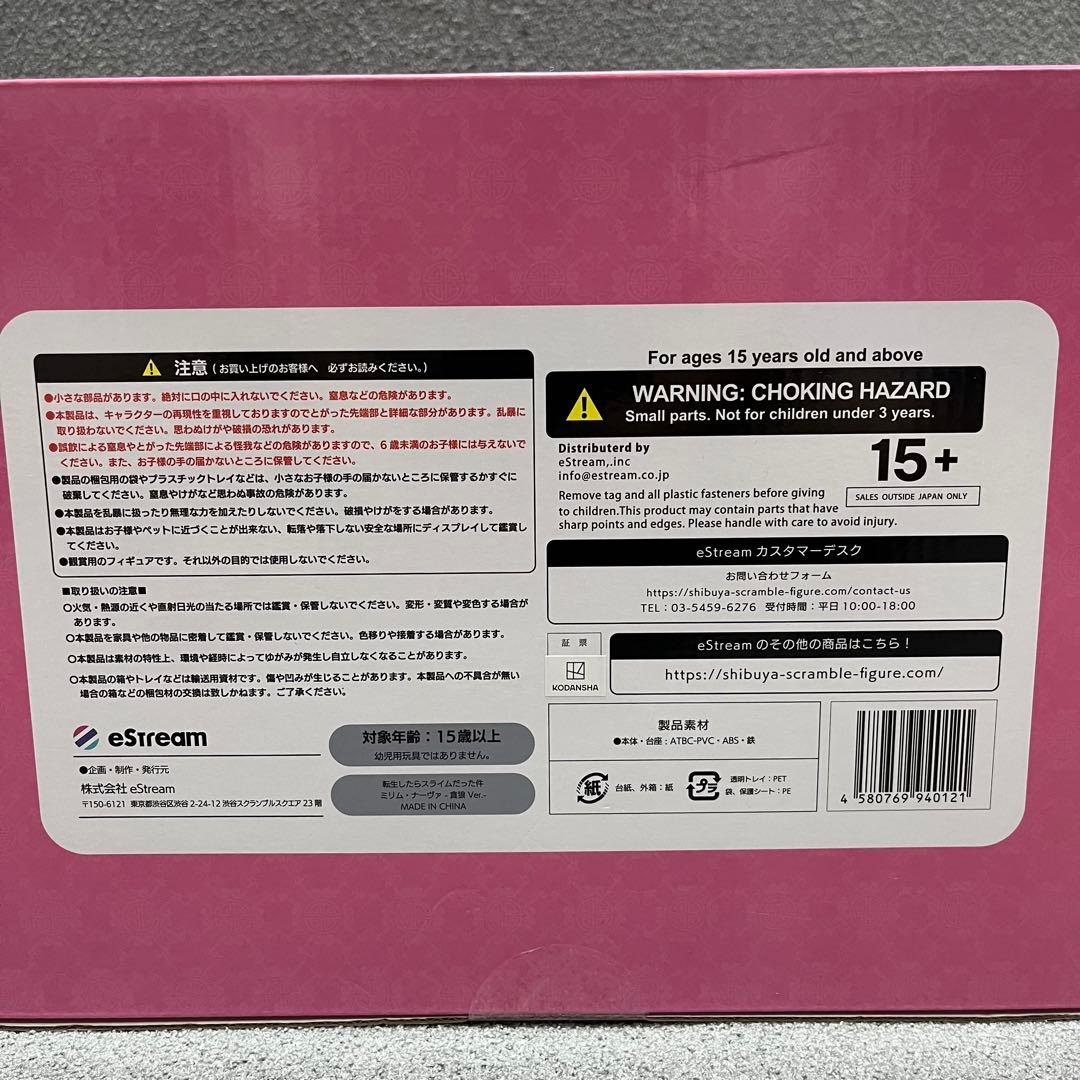 注意(お買い上げのお客様へ 必ずお読みください。)
●小さな部品があります。絶対に口の中に入れないでください。窒息などの危険があります。
●本製品は、キャラクターの再現性を重視しておりますのでとがった先端部と詳細な部分があります。乱暴に
取り扱わないでください。思わぬけがや破損の恐れがあります。
●誤飲による窒息やとがった先端部による怪我などの危険がありますので、6歳未満のお子様には与えないで
ください。また、お子様の手の届かないところに保管してください。
●製品の梱包用の袋やプラスチックトレイなどは、小さなお子様の手の届かないところに保管するかすぐに
破棄してください。窒息やけがなど思わぬ事故の危険があります。
●本製品を乱暴に扱ったり無理な力を加えたりしないでください。破損やけがをする場合があります。
●本製品はお子様やペットに近づくことが出来ない、転落や落下しない安全な場所にディスプレイして鑑賞し
てください。
●観賞用のフィギュアです。それ以外の目的では使用しないでください。
■取り扱いの注意■
○火気・熱源の近くや直射日光の当たる場所では鑑賞・保管しないでください。変形・変質や変色する場合が
あります。
○本製品を家具や他の物品に密着して鑑賞・保管しないでください。色移りや接着する場合があります。
○本製品は素材の特性上、環境や経時によってゆがみが発生し自立しなくなることがあります。
○本製品の箱やトレイなどは輸送用資材です。傷や凹みが生じることがあります。本製品への不具合が無い
場合の箱などの梱包材の交換は致しかねます。ご了承ください。
eStream
●企画・制作・発行元
株式会社 eStream
〒150-6121 東京都渋谷区渋谷 2-24-12 渋谷スクランブルスクエア 23 階
対象年齢：15歳以上
幼児用玩具ではありません。
転生したらスライムだった件
ミリム・ナーヴァ -貪狼 Ver.-
MADE IN CHINA
For ages 15 years old and above
WARNING: CHOKING HAZARD
Small parts. Not for children under 3 years.
Distributerd by
eStream,.inc
info@estream.co.jp
15+
SALES OUTSIDE JAPAN ONLY
Remove tag and all plastic fasteners before giving
to children.This product may contain parts that have
sharp points and edges. Please handle with care to avoid injury.
eStream カスタマーデスク
お問い合わせフォーム
https://shibuya-scramble-figure.com/contact-us
TEL：03-5459-6276 受付時間：平日 10:00-18:00
証 票
KODANSHA
eStream のその他の商品はこちら！
https://shibuya-scramble-figure.com/
製品素材
●本体・台座：ATBC-PVC・ABS・鉄
紙
台紙、外箱：紙
プラ
透明トレイ：PET
袋、保護シート：PE
4 580769 940121